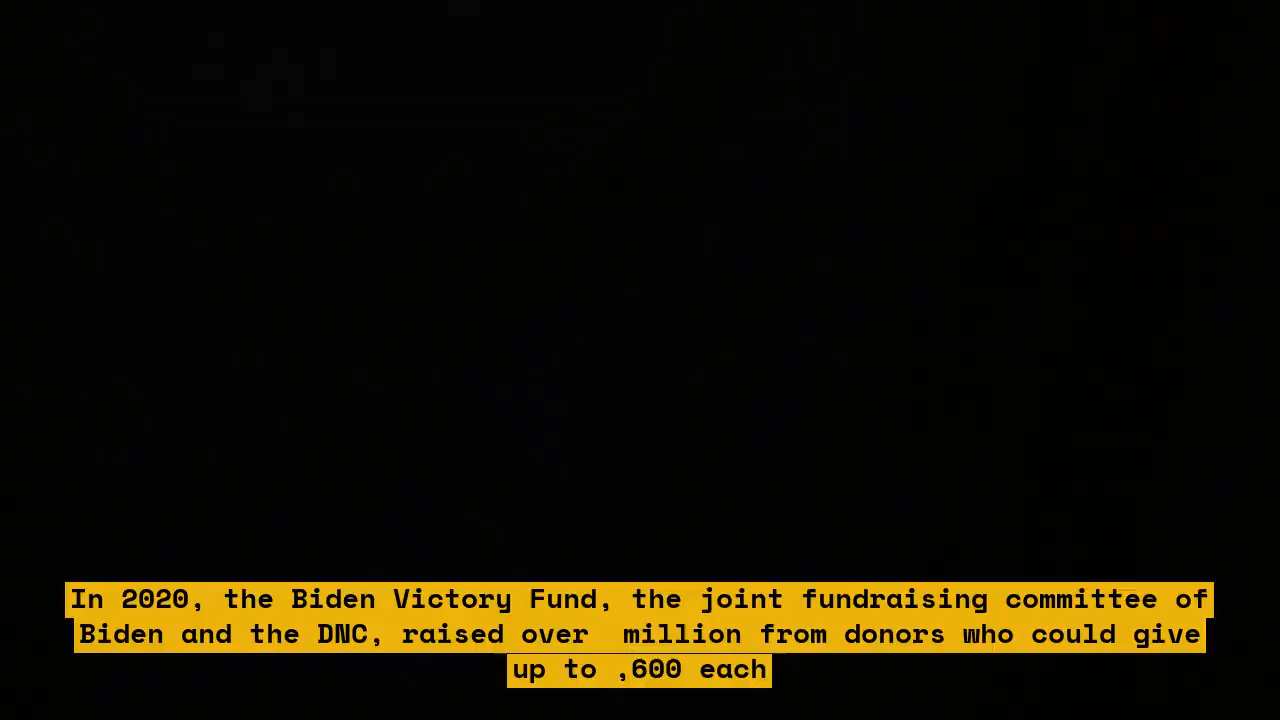 In 2020, the Biden Victory Fund, the joint fundraising committee of
Biden and the DNC, raised over  million from donors who could give
up to ,600 each